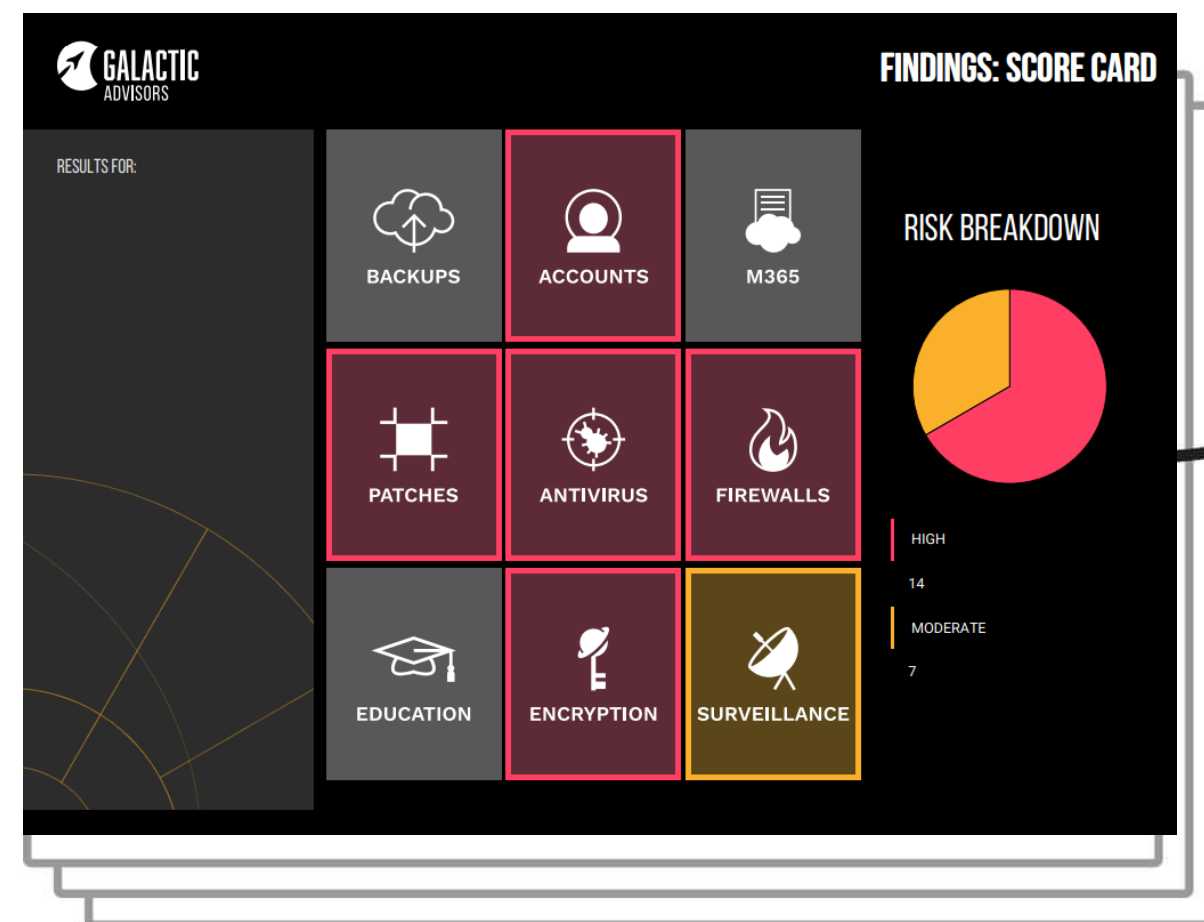 GALACTIC
ADVISORS
FINDINGS: SCORE CARD
RESULTS FOR:
BACKUPS
ACCOUNTS
M365
PATCHES
ANTIVIRUS
FIREWALLS
EDUCATION
ENCRYPTION
SURVEILLANCE
RISK BREAKDOWN
HIGH
14
MODERATE
7